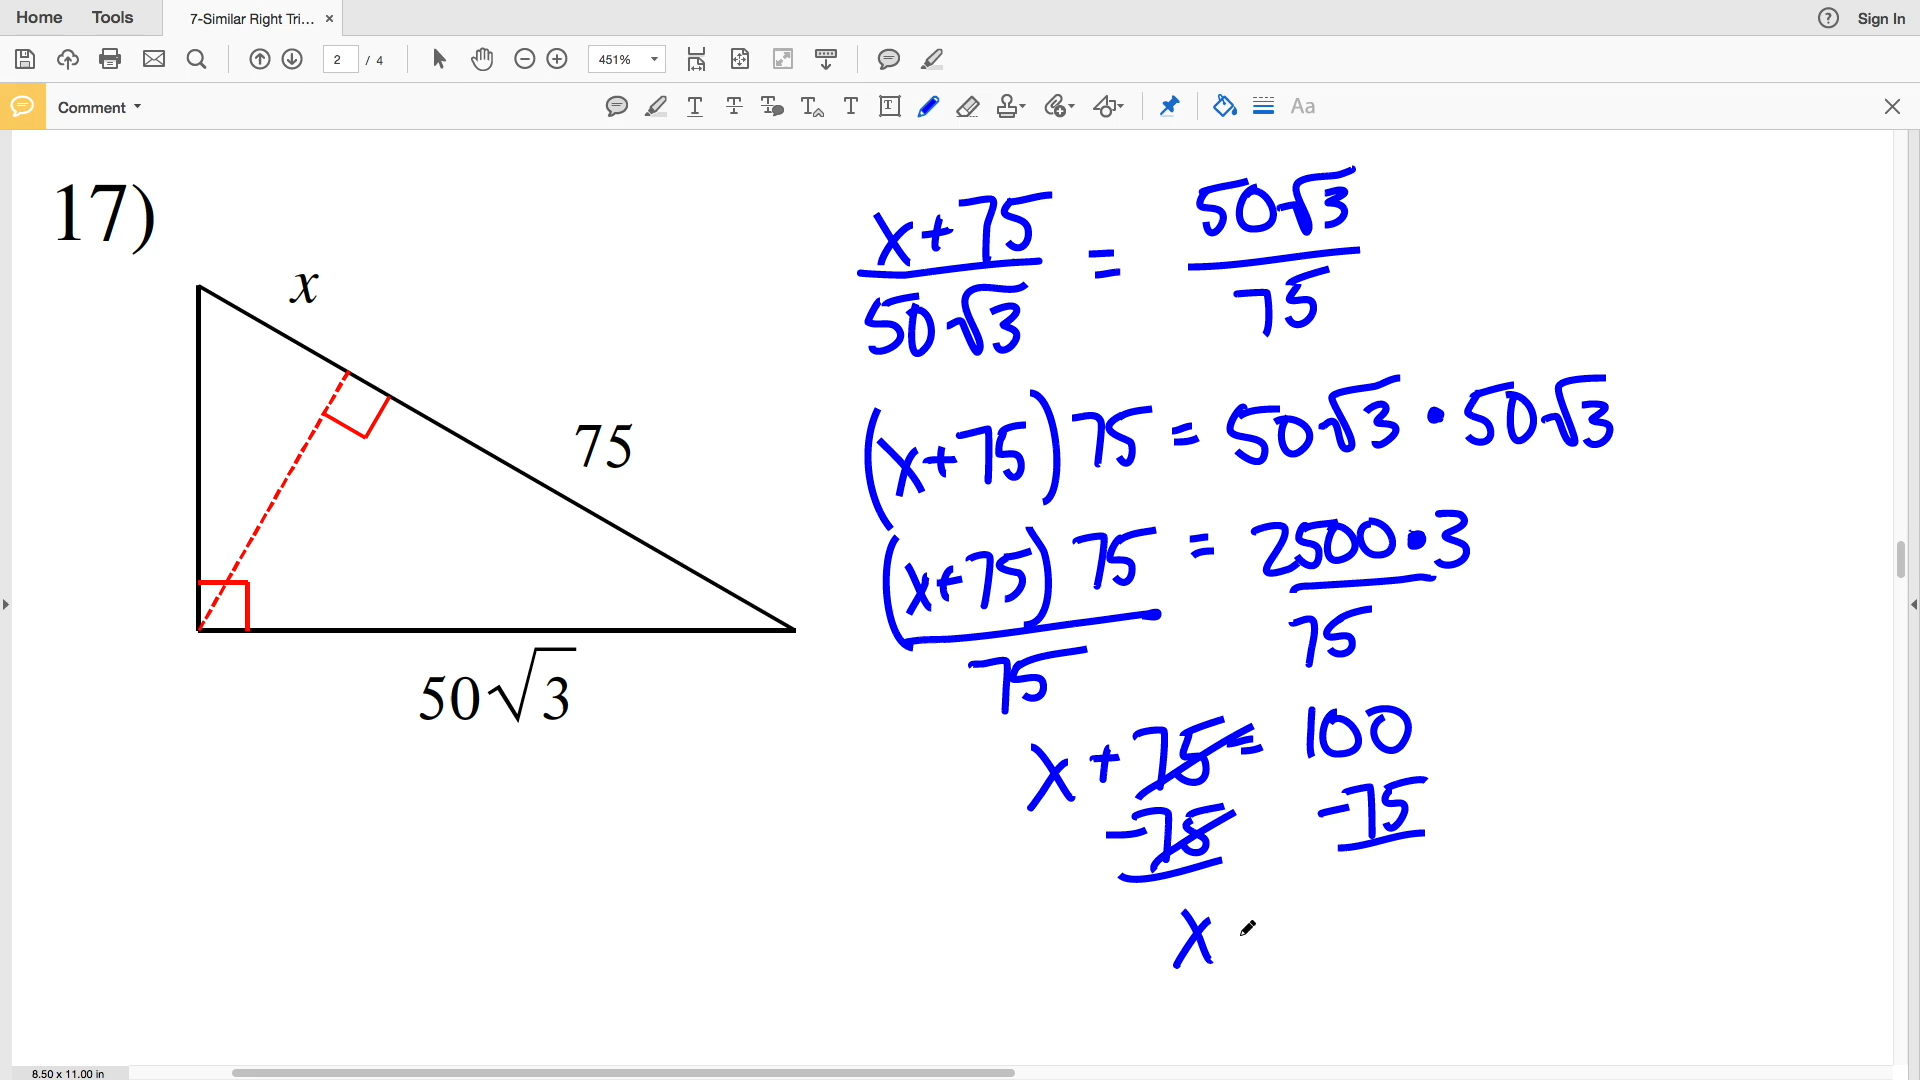 Home Tools 7-Similar Right Tri... × ? Sign In
2 / 4 451%
Comment T T T T T T Aa
17)
x
75
50√3
x+75 / 50√3 = 50√3 / 75
(x+75)75 = 50√3 • 50√3
(x+75)75 / 75 = 2500•3 / 75
x + 75 = 100
-75 -75
x
8.50 x 11.00 in